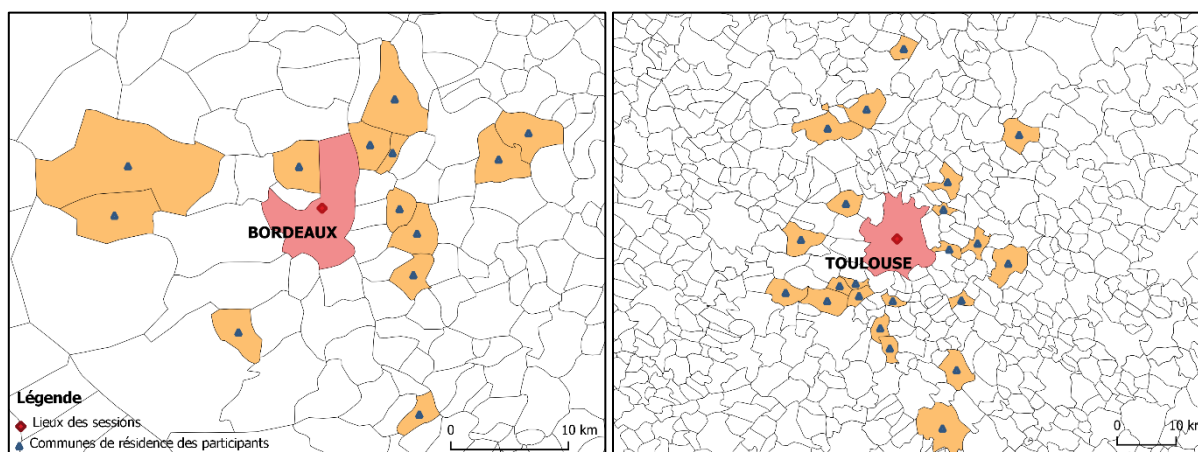 BORDEAUX
Légende
Lieux des sessions
Communes de résidence des participants
0 10 km
TOULOUSE
0 10 km